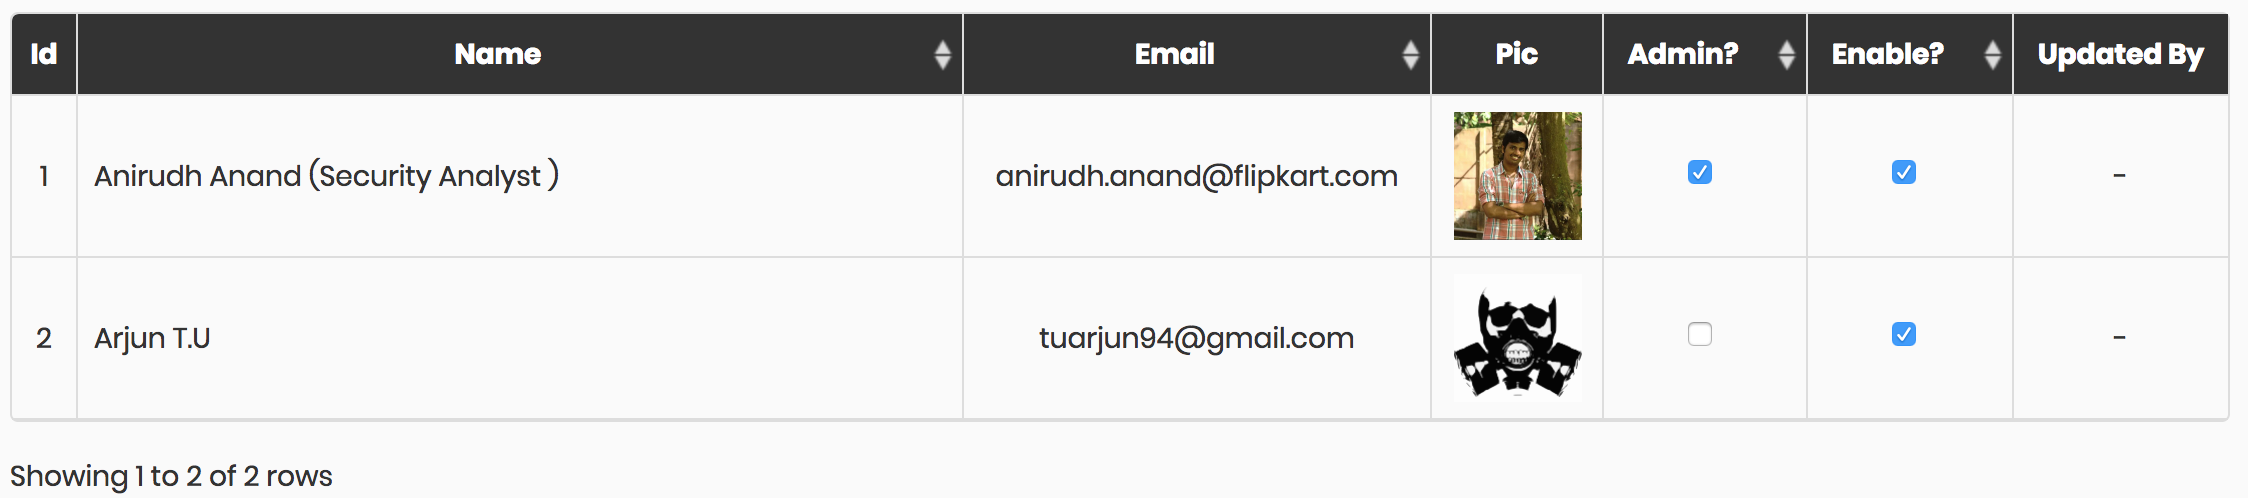 Id Name Email Pic Admin? Enable? Updated By
1 Anirudh Anand (Security Analyst ) anirudh.anand@flipkart.com -
2 Arjun T.U tuarjun94@gmail.com -
Showing 1 to 2 of 2 rows